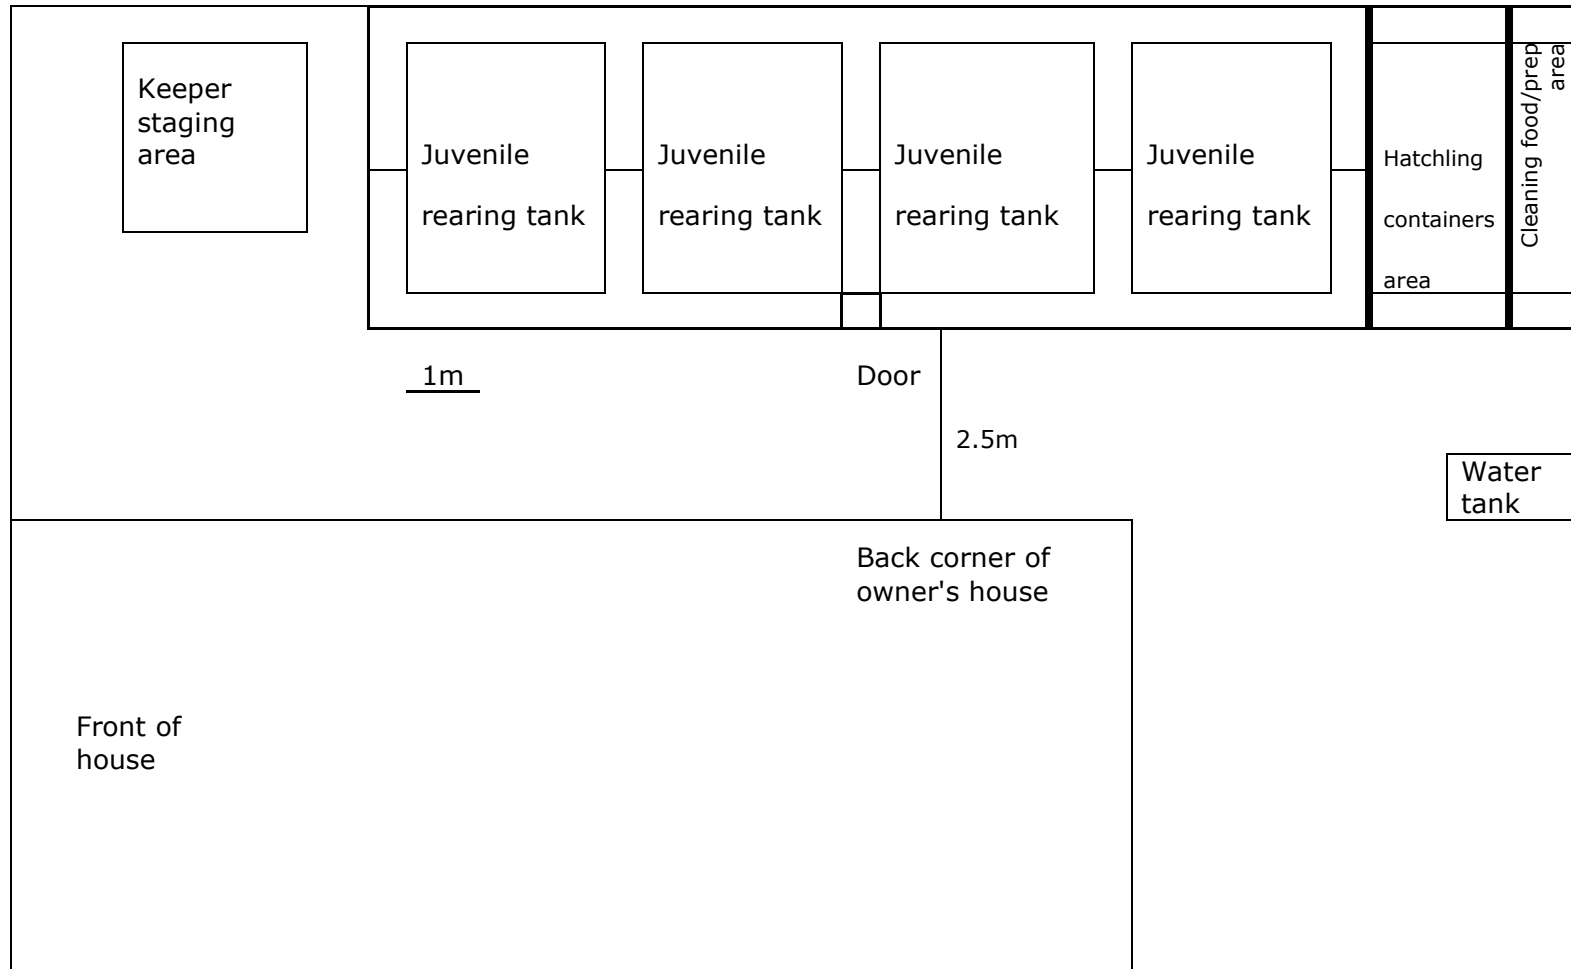 Keeper
staging
area
Juvenile
rearing tank
Juvenile
rearing tank
Juvenile
rearing tank
Juvenile
rearing tank
Hatchling
containers
area
Cleaning food/prep
area
1m
Door
2.5m
Water
tank
Back corner of
owner's house
Front of
house